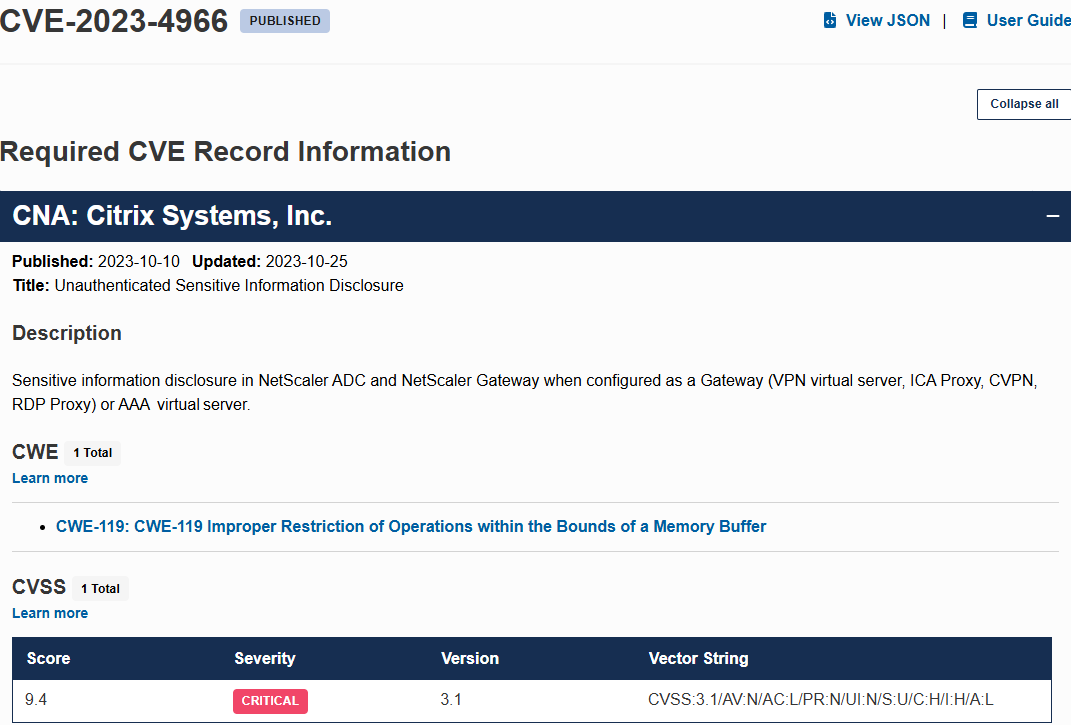 CVE-2023-4966 PUBLISHED View JSON | User Guide
Collapse all
Required CVE Record Information
CNA: Citrix Systems, Inc.
Published: 2023-10-10 Updated: 2023-10-25
Title: Unauthenticated Sensitive Information Disclosure
Description
Sensitive information disclosure in NetScaler ADC and NetScaler Gateway when configured as a Gateway (VPN virtual server, ICA Proxy, CVPN,
RDP Proxy) or AAA virtual server.
CWE 1 Total
Learn more
• CWE-119: CWE-119 Improper Restriction of Operations within the Bounds of a Memory Buffer
CVSS 1 Total
Learn more
Score Severity Version Vector String
9.4 CRITICAL 3.1 CVSS:3.1/AV:N/AC:L/PR:N/UI:N/S:U/C:H/I:H/A:L